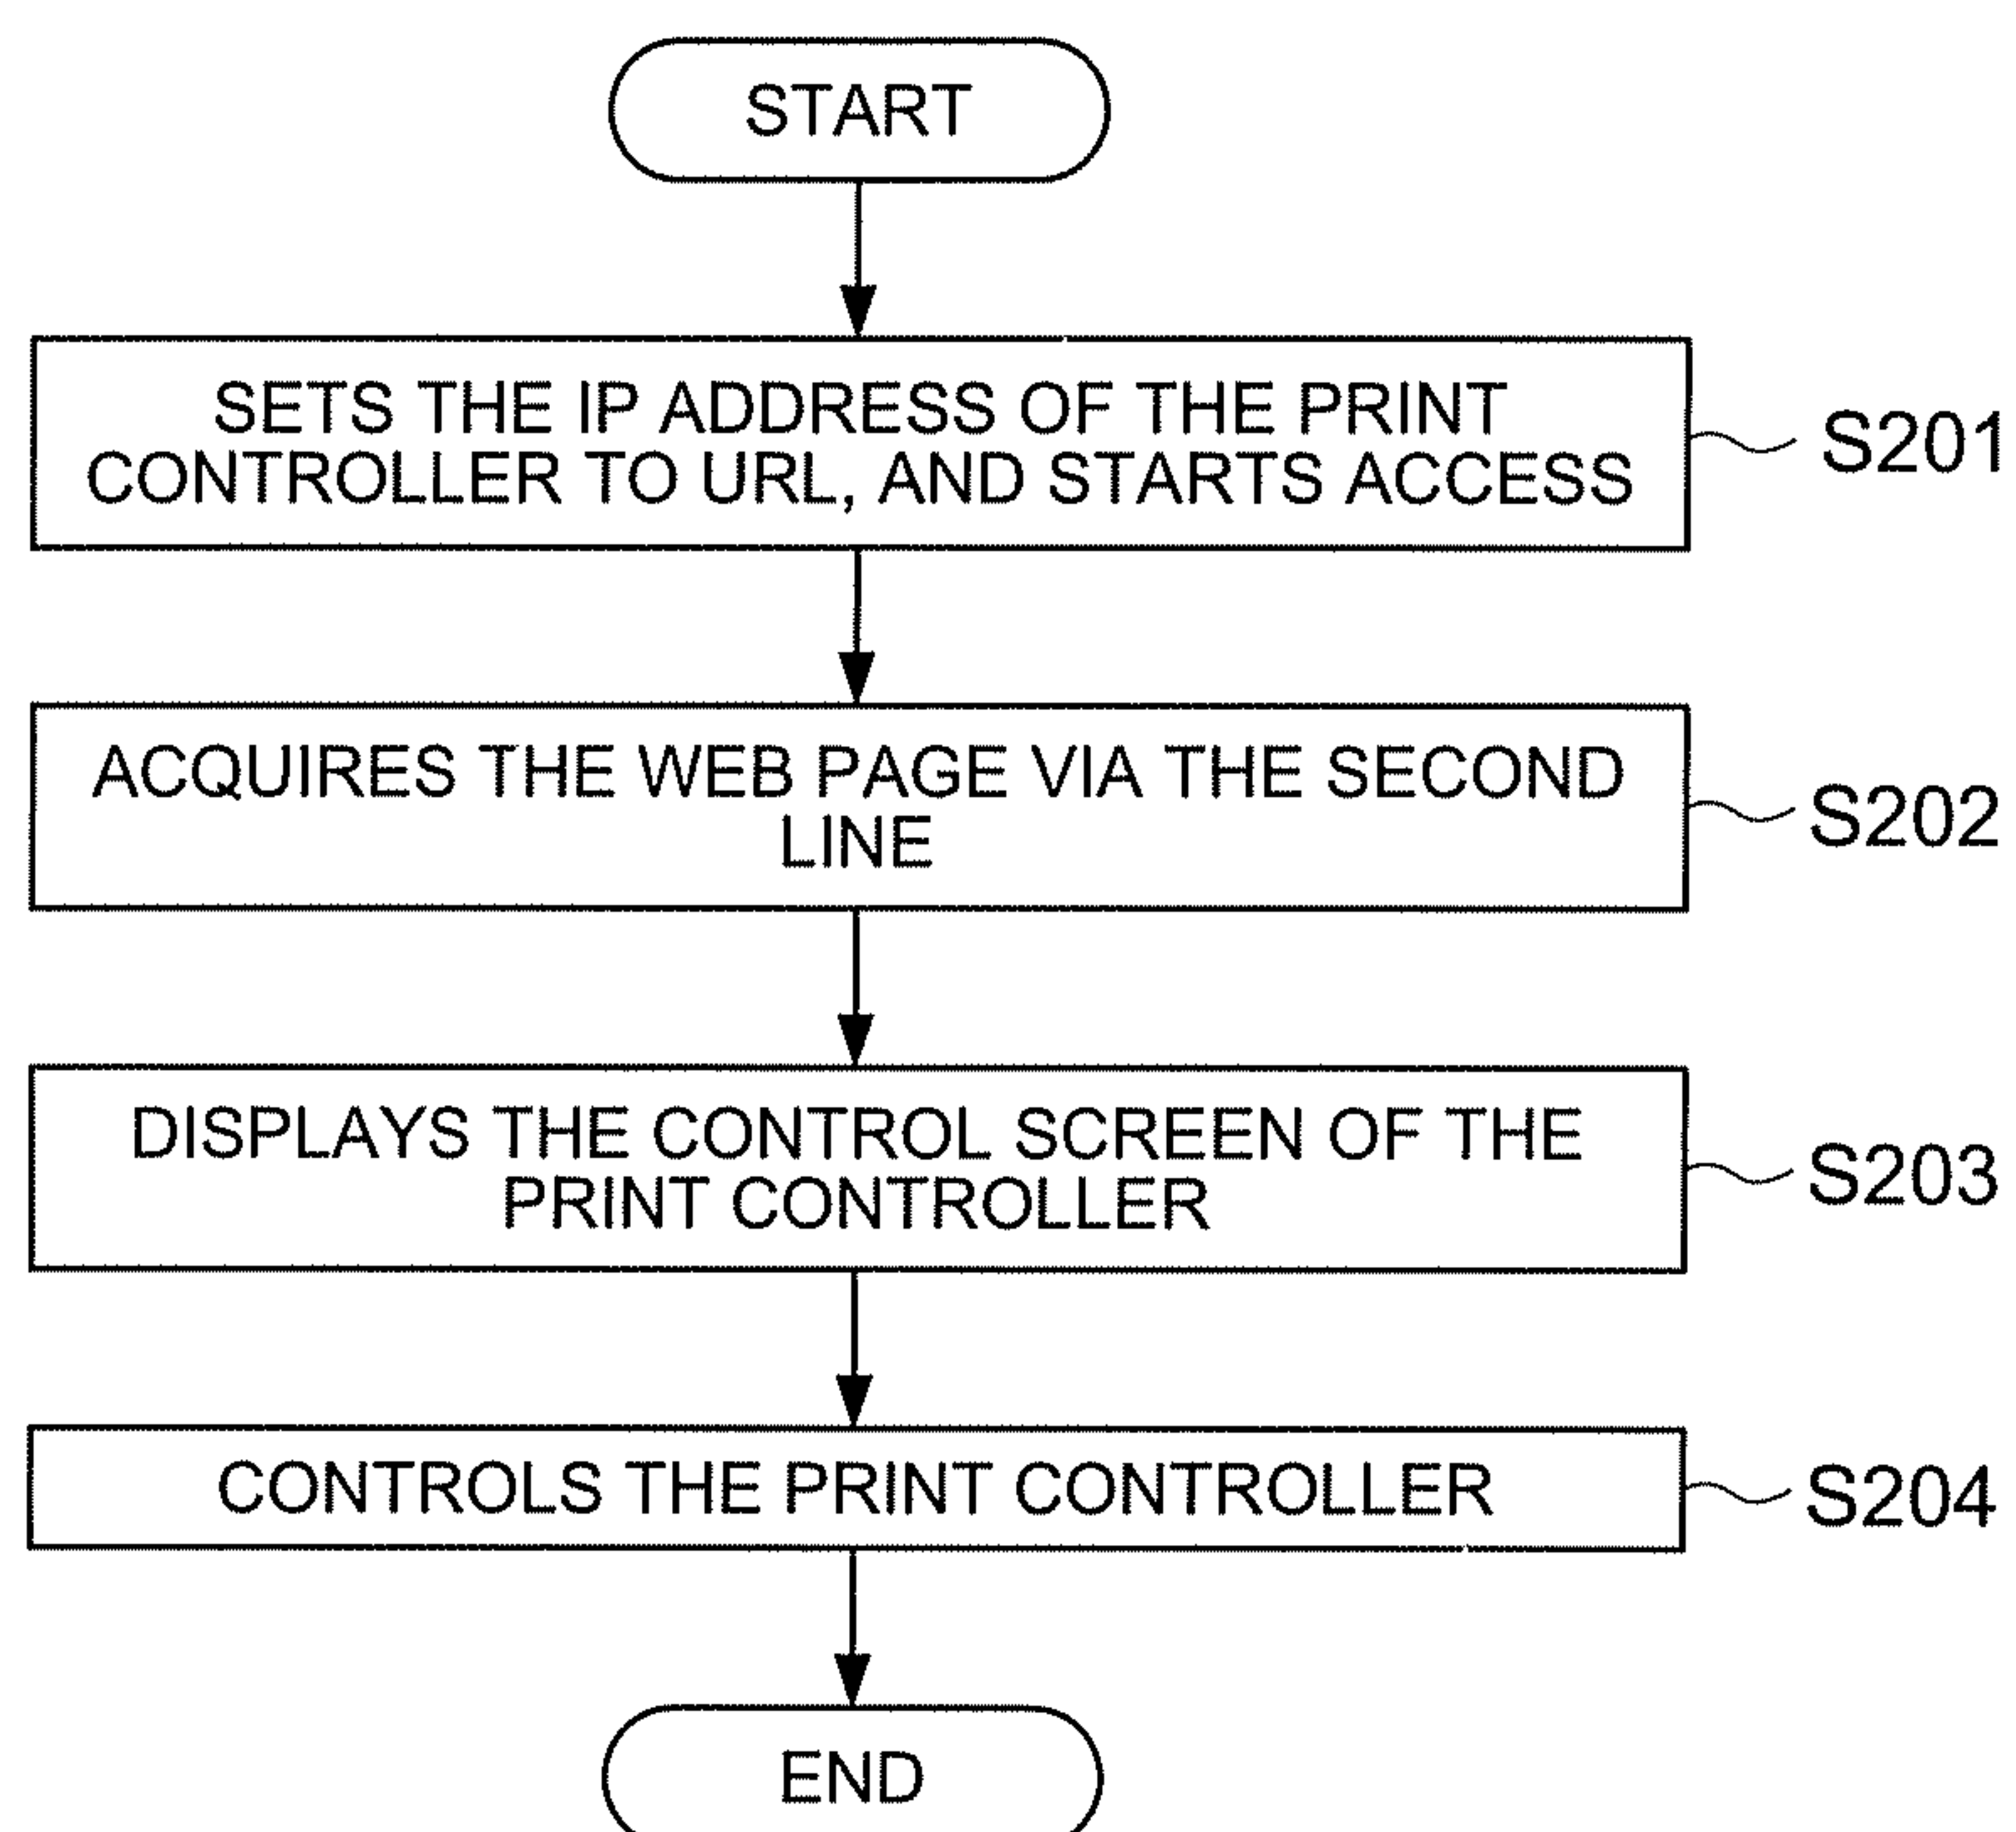 START
SETS THE IP ADDRESS OF THE PRINT
CONTROLLER TO URL, AND STARTS ACCESS
S201
ACQUIRES THE WEB PAGE VIA THE SECOND
LINE
S202
DISPLAYS THE CONTROL SCREEN OF THE
PRINT CONTROLLER
S203
CONTROLS THE PRINT CONTROLLER
S204
END